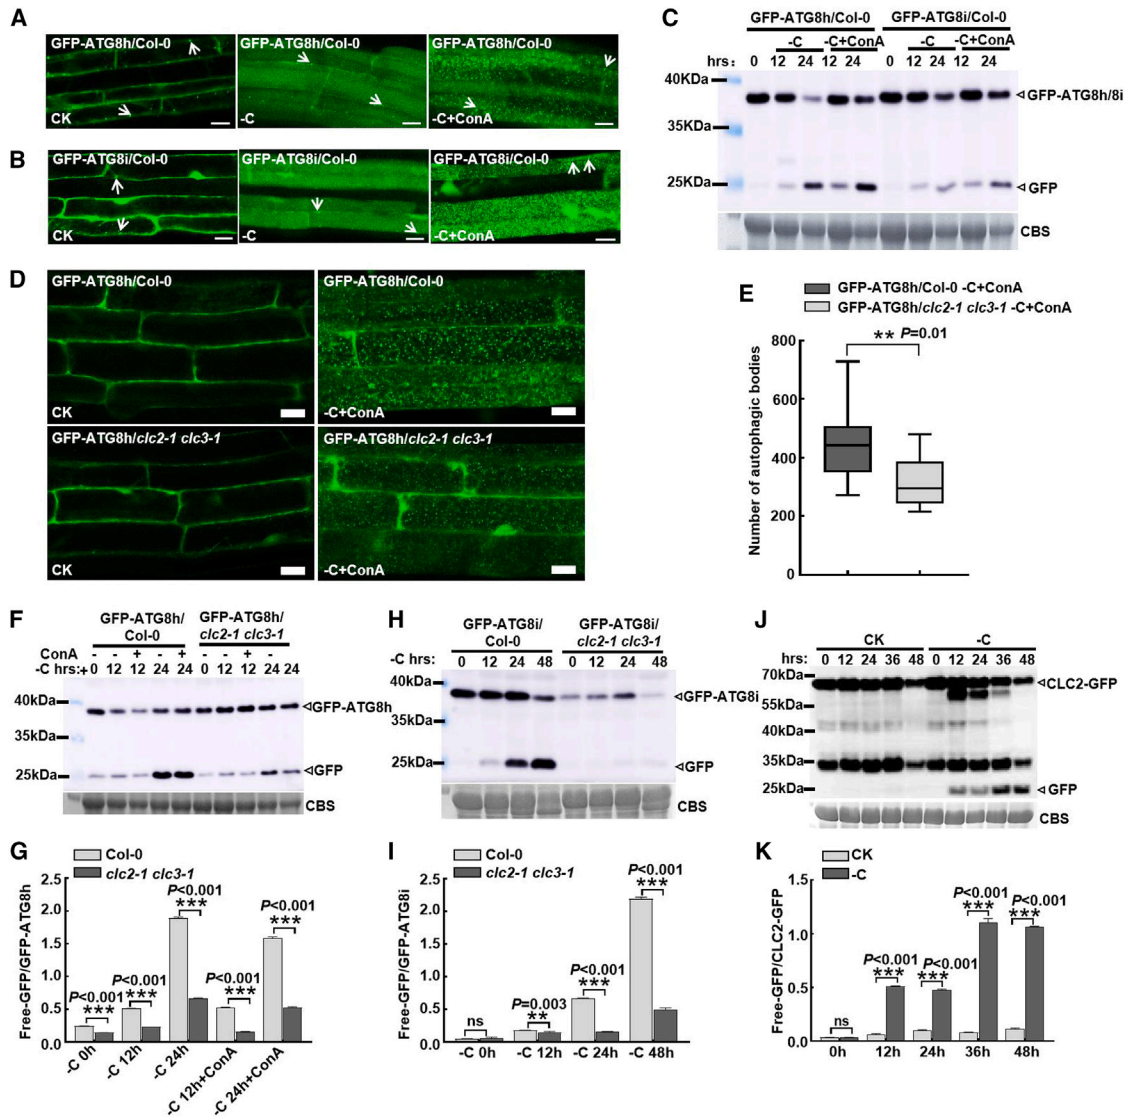 A
GFP-ATG8h/Col-0
GFP-ATG8h/Col-0
GFP-ATG8h/Col-0
CK
-C
-C+ConA
B
GFP-ATG8i/Col-0
GFP-ATG8i/Col-0
GFP-ATG8i/Col-0
CK
-C
-C+ConA
C
GFP-ATG8h/Col-0 GFP-ATG8i/Col-0
-C -C+ConA -C -C+ConA
hrs: 0 12 24 12 24 0 12 24 12 24
40KDa
GFP-ATG8h/8i
35KDa
25KDa
GFP
CBS
D
GFP-ATG8h/Col-0
GFP-ATG8h/Col-0
CK
-C+ConA
GFP-ATG8h/clc2-1 clc3-1
GFP-ATG8h/clc2-1 clc3-1
CK
-C+ConA
E
GFP-ATG8h/Col-0 -C+ConA
GFP-ATG8h/clc2-1 clc3-1 -C+ConA
** P=0.01
Number of autophagic bodies
800
600
400
200
0
F
GFP-ATG8h/ GFP-ATG8h/
Col-0 clc2-1 clc3-1
ConA - - + - + - - + - +
-C hrs:+ 0 12 12 24 24 0 12 12 24 24
40kDa
GFP-ATG8h
35kDa
25kDa
GFP
CBS
G
Col-0
clc2-1 clc3-1
Free-GFP/GFP-ATG8h
2.5
2.0
1.5
1.0
0.5
0.0
P<0.001
***
P<0.001
***
P<0.001
***
P<0.001
***
P<0.001
***
-C 0h
-C 12h
-C 24h
-C 12h+ConA
-C 24h+ConA
H
GFP-ATG8i/ GFP-ATG8i/
Col-0 clc2-1 clc3-1
-C hrs: 0 12 24 48 0 12 24 48
40kDa
GFP-ATG8i
35kDa
25kDa
GFP
CBS
I
Col-0
clc2-1 clc3-1
Free-GFP/GFP-ATG8i
2.5
2.0
1.5
1.0
0.5
0.0
ns
P=0.003
**
P<0.001
***
P<0.001
***
-C 0h -C 12h -C 24h -C 48h
J
CK -C
hrs: 0 12 24 36 48 0 12 24 36 48
70kDa
CLC2-GFP
55kDa
40kDa
35kDa
25kDa
GFP
CBS
K
CK
-C
Free-GFP/CLC2-GFP
1.5
1.0
0.5
0.0
ns
P<0.001
***
P<0.001
***
P<0.001
***
P<0.001
***
0h 12h 24h 36h 48h